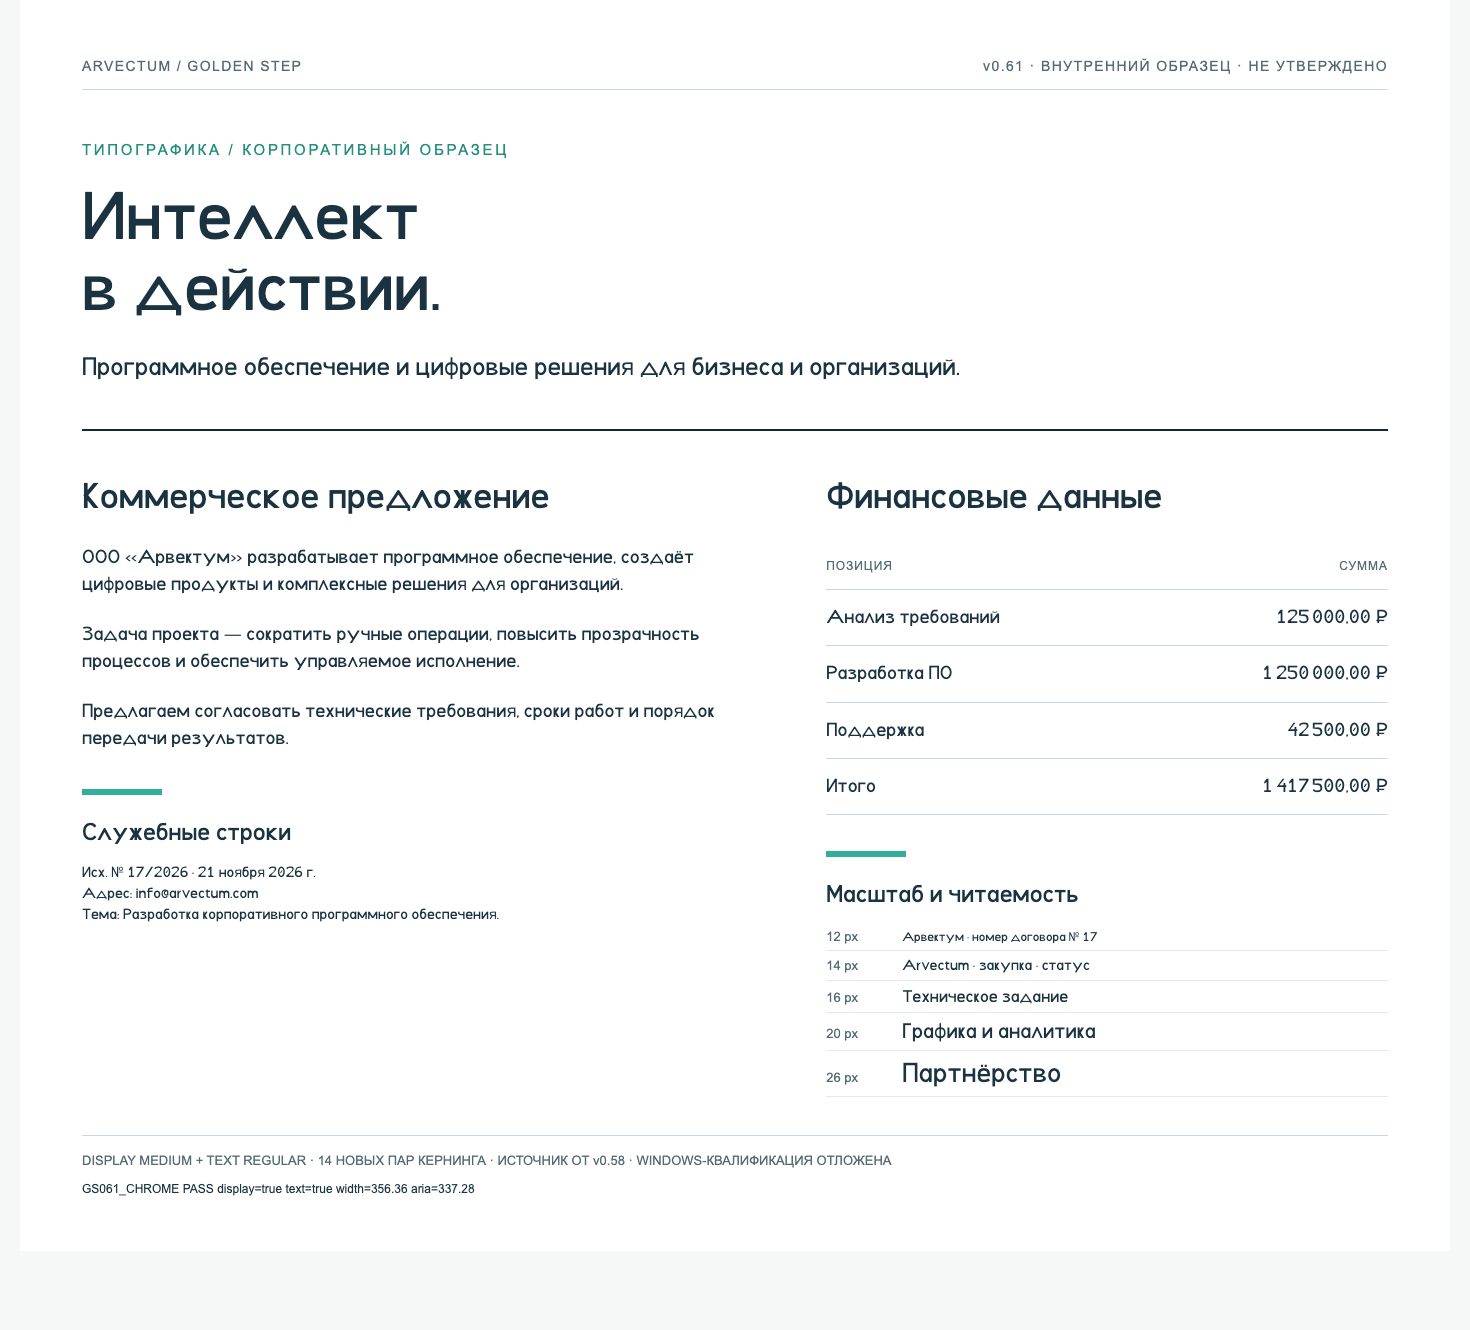 ARVECTUM / GOLDEN STEP
v0.61 · ВНУТРЕННИЙ ОБРАЗЕЦ · НЕ УТВЕРЖДЕНО
ТИПОГРАФИКА / КОРПОРАТИВНЫЙ ОБРАЗЕЦ
Интеллект
в действии.
Программное обеспечение и цифровые решения для бизнеса и организаций.
Коммерческое предложение
ООО «Арвектум» разрабатывает программное обеспечение, создаёт
цифровые продукты и комплексные решения для организаций.
Задача проекта — сократить ручные операции, повысить прозрачность
процессов и обеспечить управляемое исполнение.
Предлагаем согласовать технические требования, сроки работ и порядок
передачи результатов.
Служебные строки
Исх. № 17/2026 · 21 ноября 2026 г.
Адрес: info@arvectum.com
Тема: Разработка корпоративного программного обеспечения.
Финансовые данные
ПОЗИЦИЯ СУММА
Анализ требований 125 000,00 ₽
Разработка ПО 1 250 000,00 ₽
Поддержка 42 500,00 ₽
Итого 1 417 500,00 ₽
Масштаб и читаемость
12 px Арвектум · номер договора № 17
14 px Arvectum · закупка · статус
16 px Техническое задание
20 px Графика и аналитика
26 px Партнёрство
DISPLAY MEDIUM + TEXT REGULAR · 14 НОВЫХ ПАР КЕРНИНГА · ИСТОЧНИК ОТ v0.58 · WINDOWS-КВАЛИФИКАЦИЯ ОТЛОЖЕНА
GS061_CHROME PASS display=true text=true width=356.36 aria=337.28